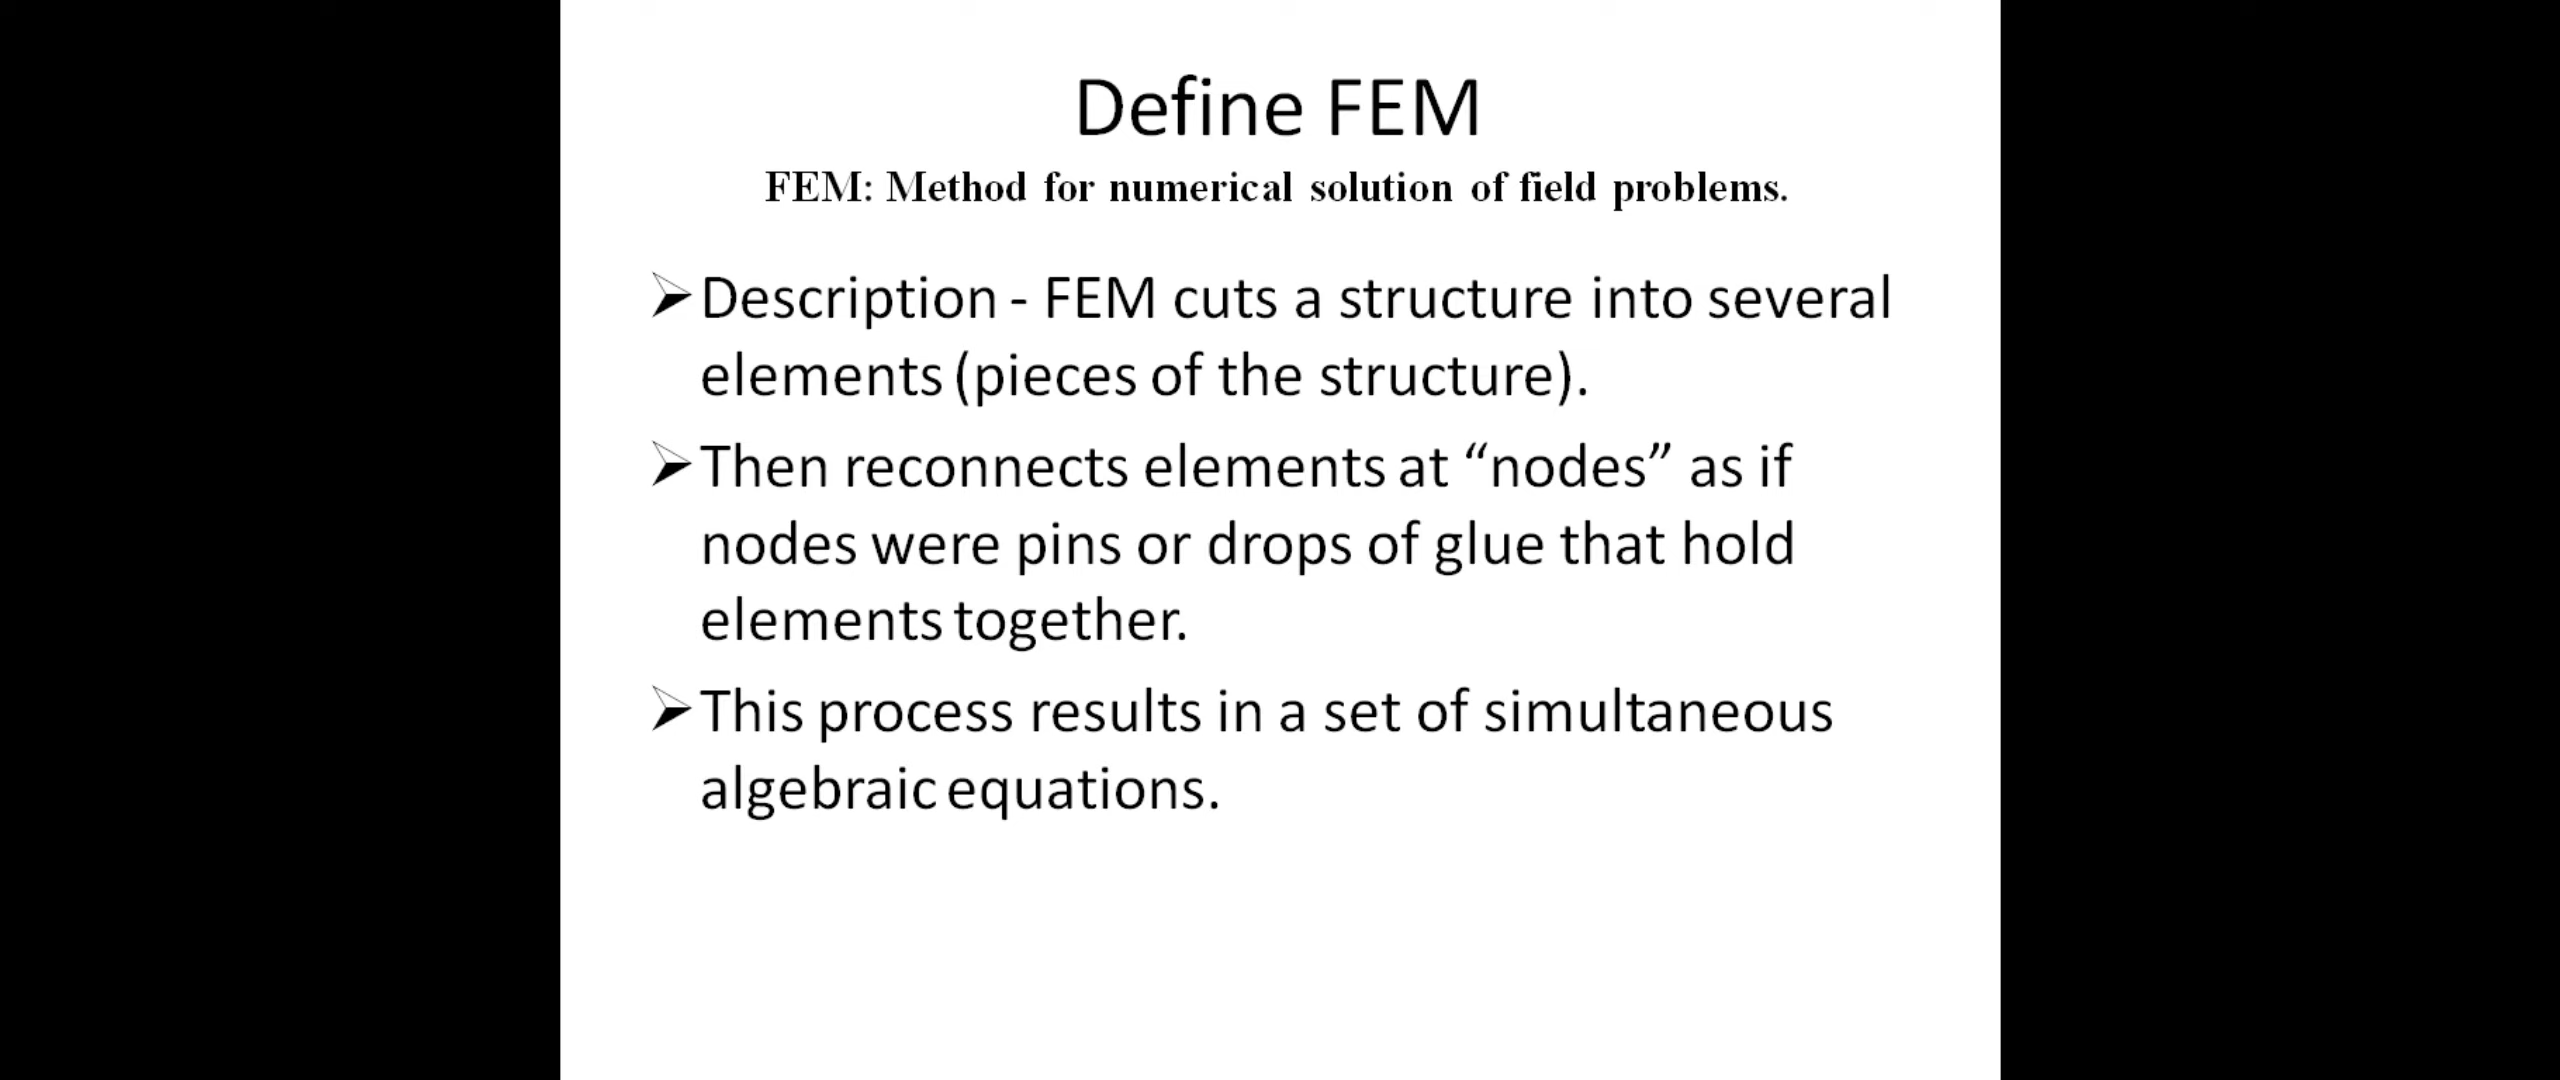 Define FEM
FEM: Method for numerical solution of field problems.
➢Description - FEM cuts a structure into several
elements (pieces of the structure).
➢Then reconnects elements at “nodes” as if
nodes were pins or drops of glue that hold
elements together.
➢This process results in a set of simultaneous
algebraic equations.